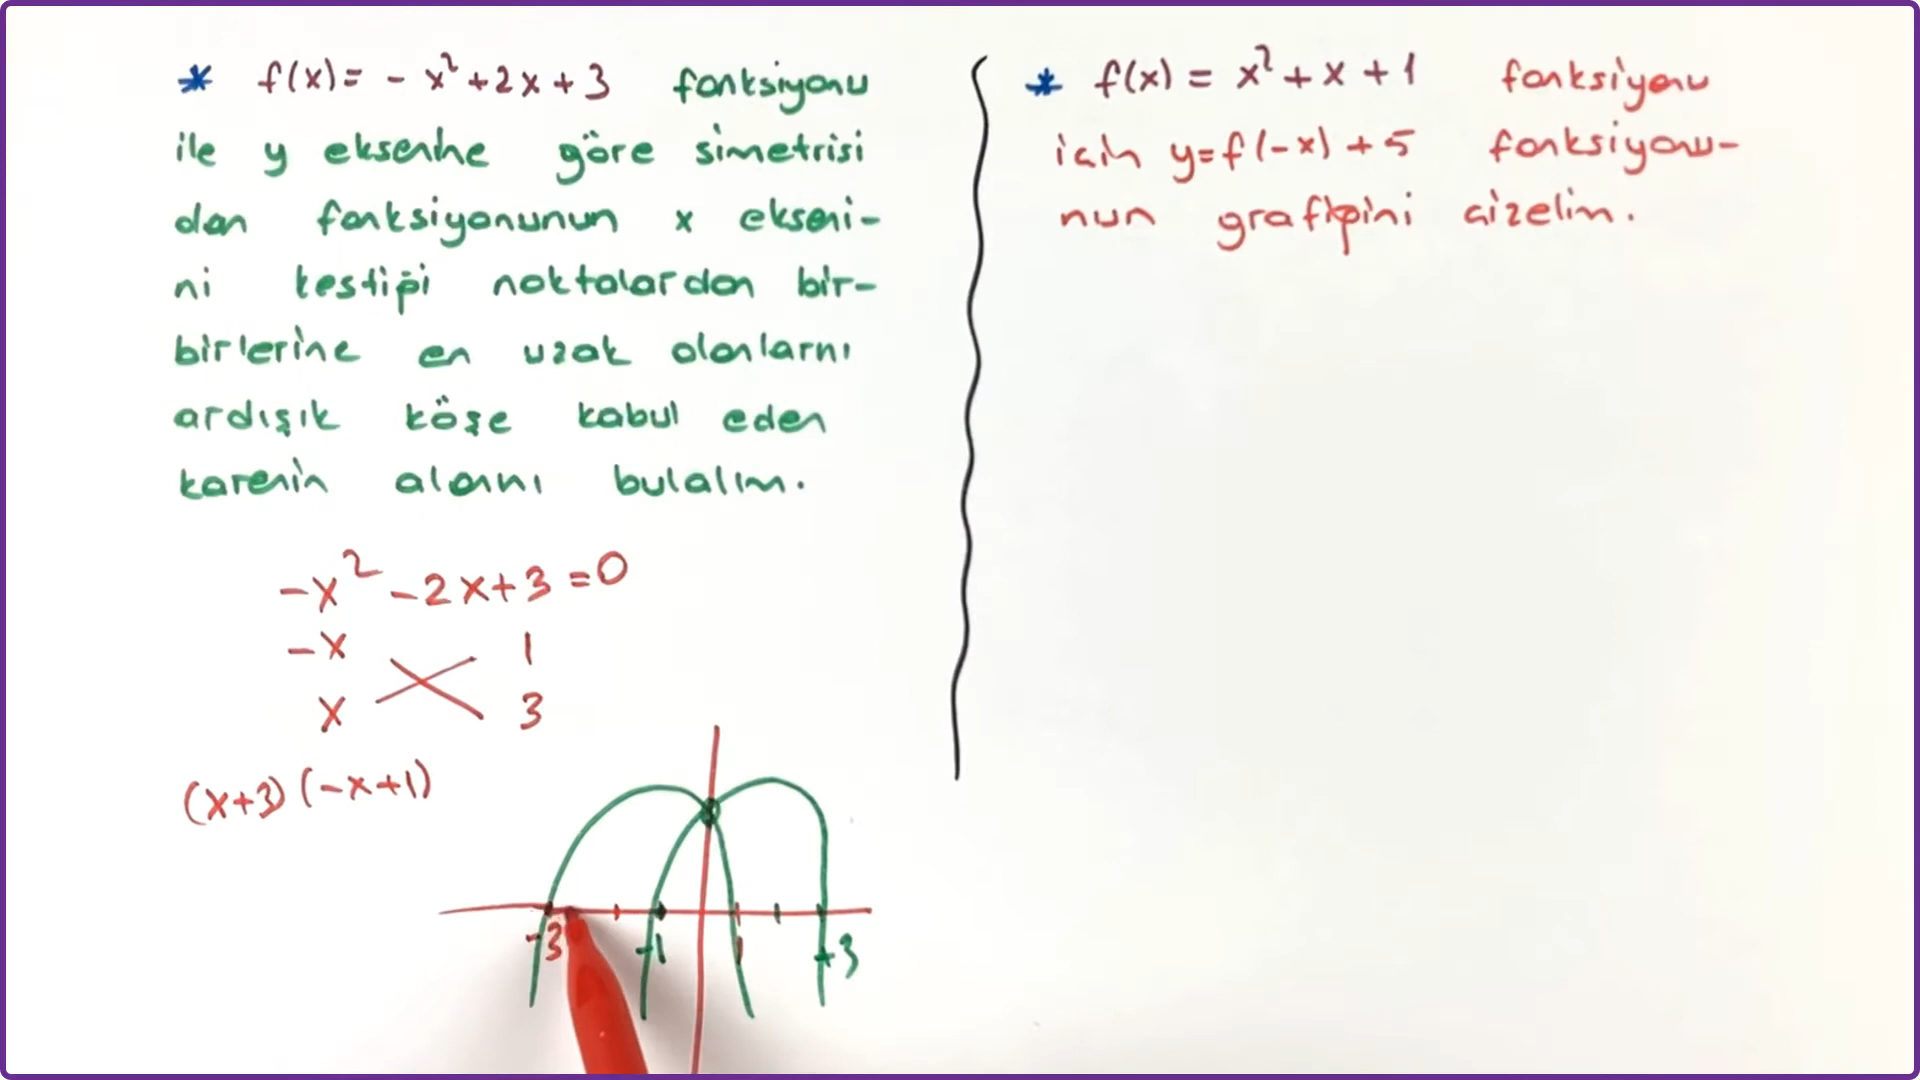 * f(x) = - x² + 2x + 3 fonksiyonu
ile y eksenine göre simetrisi
olan fonksiyonunun x ekseni-
ni kestiği noktalardan bir-
birlerine en uzak olanlarnı
ardışık köşe kabul eden
karenin alanı bulalım.
-x² - 2x + 3 = 0
-x 1
x 3
(x+3) (-x+1)
-3 -1 1 +3
* f(x) = x² + x + 1 fonksiyonu
için y = f(-x) + 5 fonksiyonu-
nun grafiğini çizelim.